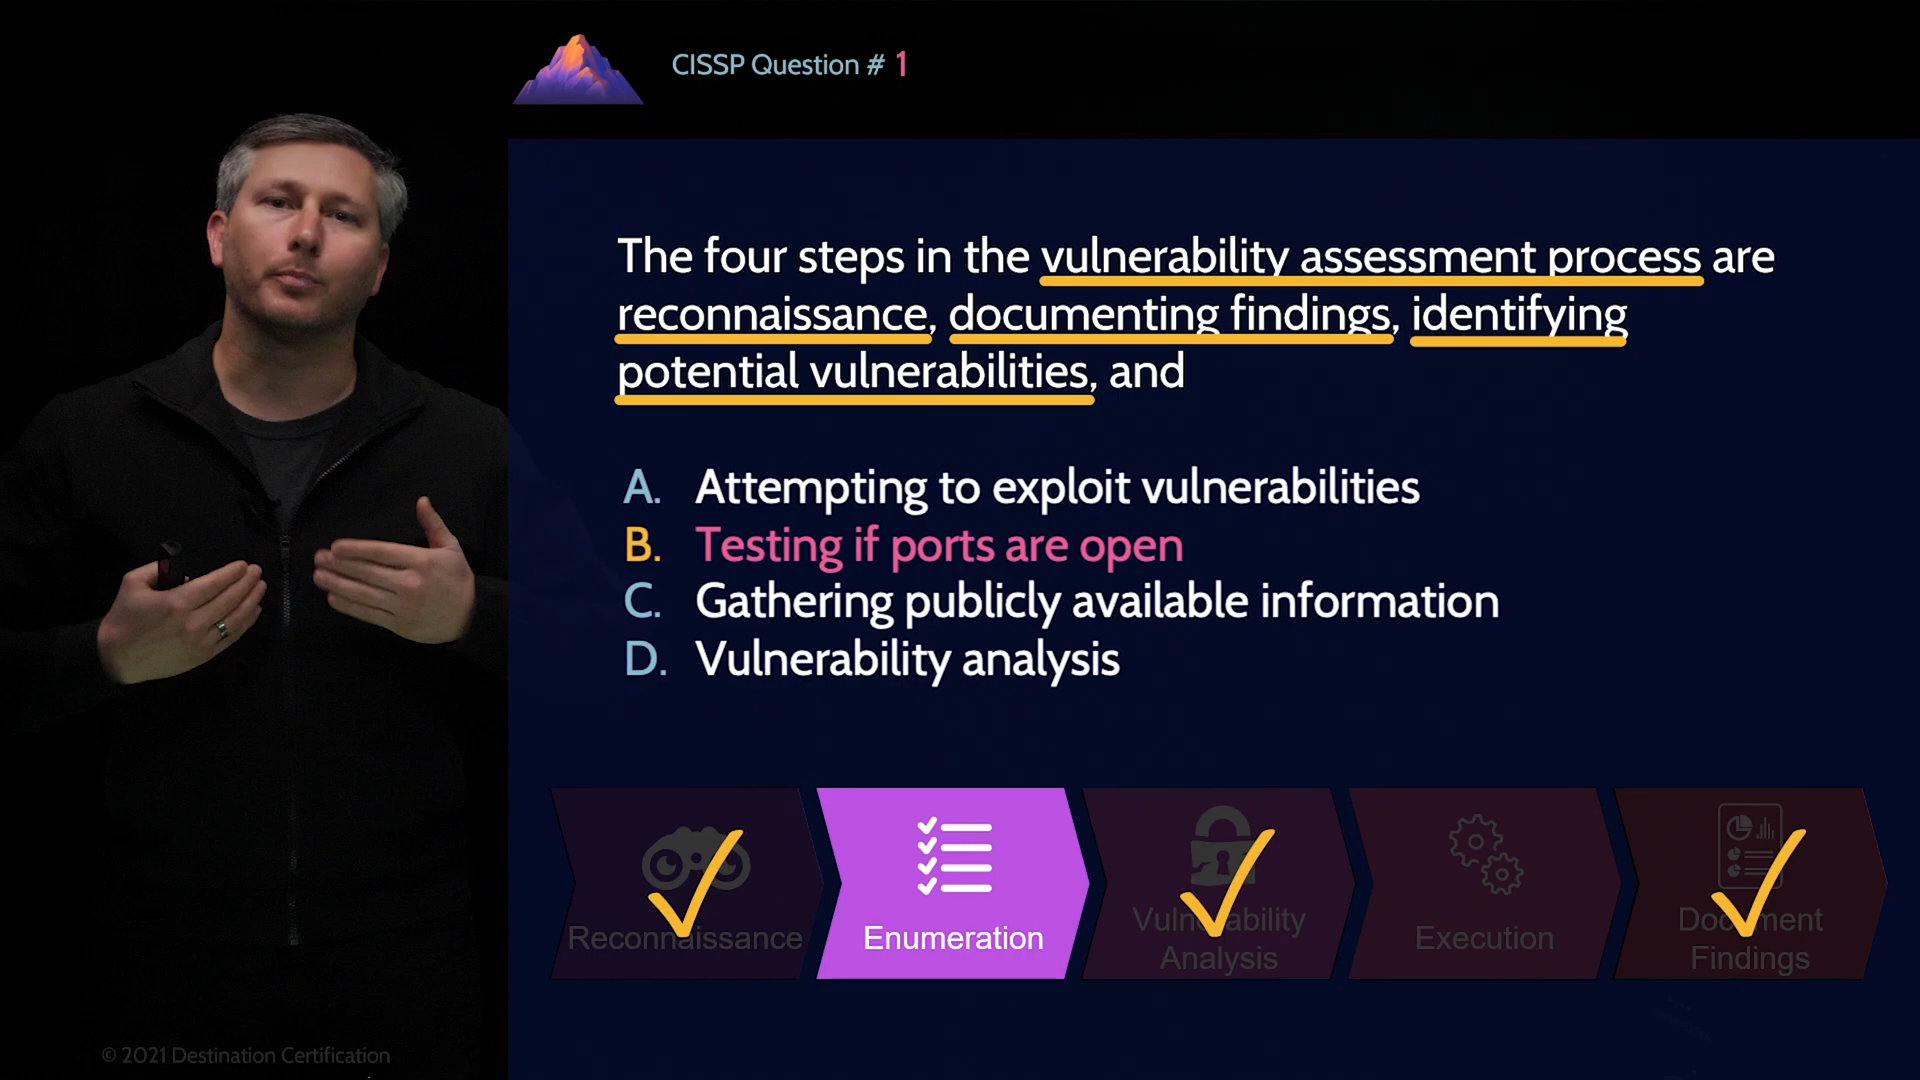 CISSP Question # 1
The four steps in the vulnerability assessment process are
reconnaissance, documenting findings, identifying
potential vulnerabilities, and
A. Attempting to exploit vulnerabilities
B. Testing if ports are open
C. Gathering publicly available information
D. Vulnerability analysis
Reconnaissance
Enumeration
Vulnerability
Analysis
Execution
Document
Findings
© 2021 Destination Certification